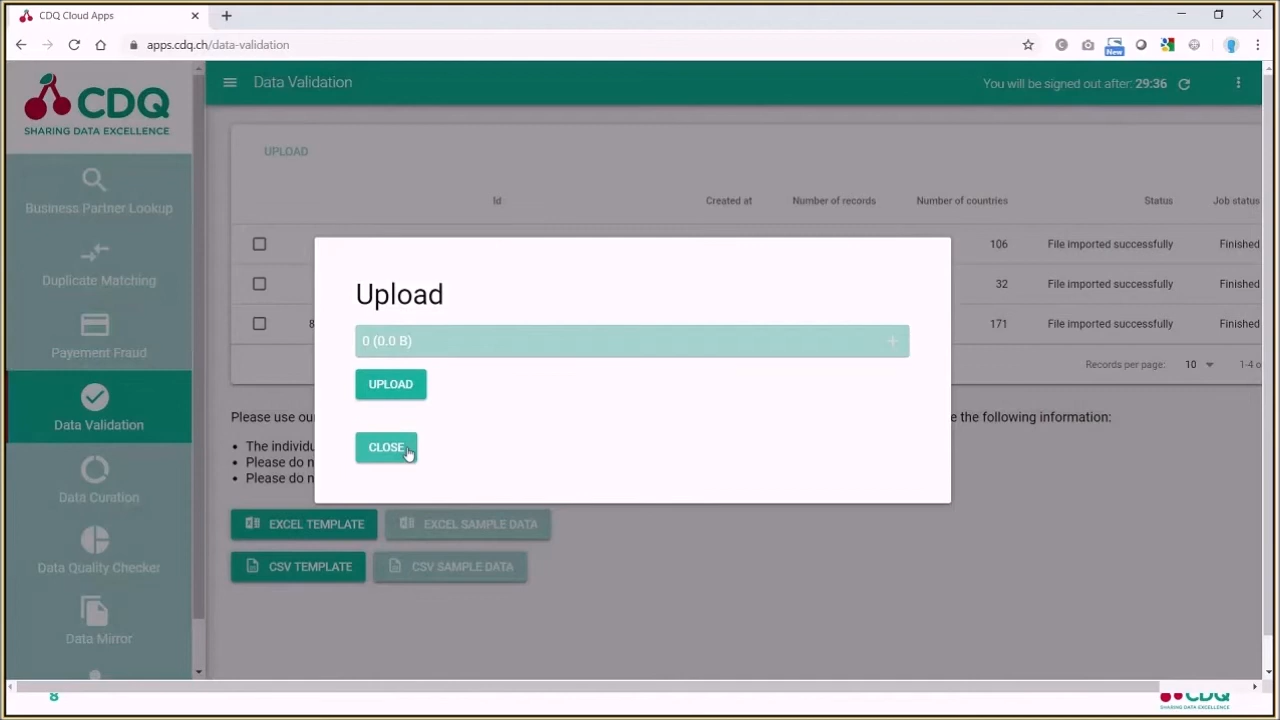 CDQ Cloud Apps
apps.cdq.ch/data-validation
New
CDQ
SHARING DATA EXCELLENCE
Data Validation
You will be signed out after: 29:36
Business Partner Lookup
Duplicate Matching
Payement Fraud
Data Validation
Data Curation
Data Quality Checker
Data Mirror
UPLOAD
Id Created at Number of records Number of countries Status Job status
106 File imported successfully Finished
32 File imported successfully Finished
8 171 File imported successfully Finished
Records per page: 10 1-4 o
Upload
0 (0.0 B)
UPLOAD
CLOSE
Please use ou e the following information:
The individu
Please do n
Please do n
EXCEL TEMPLATE EXCEL SAMPLE DATA
CSV TEMPLATE CSV SAMPLE DATA
8
CDQ
SHARING DATA EXCELLENCE